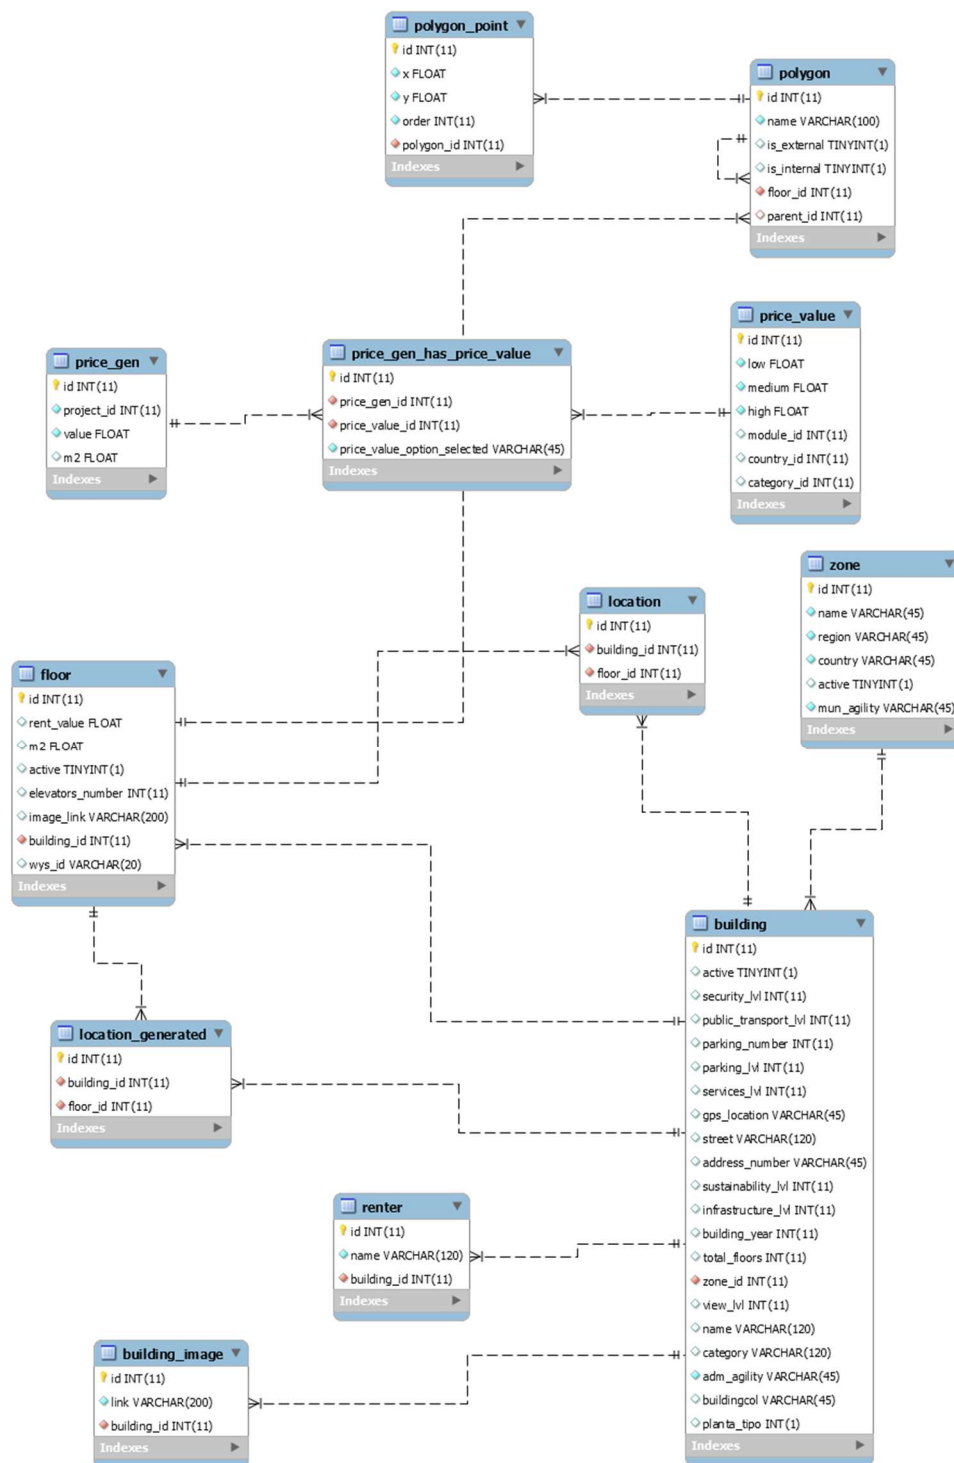 polygon_point
id INT(11)
x FLOAT
y FLOAT
order INT(11)
polygon_id INT(11)
Indexes
polygon
id INT(11)
name VARCHAR(100)
is_external TINYINT(1)
is_internal TINYINT(1)
floor_id INT(11)
parent_id INT(11)
Indexes
price_gen
id INT(11)
project_id INT(11)
value FLOAT
m2 FLOAT
Indexes
price_gen_has_price_value
id INT(11)
price_gen_id INT(11)
price_value_id INT(11)
price_value_option_selected VARCHAR(45)
Indexes
price_value
id INT(11)
low FLOAT
medium FLOAT
high FLOAT
module_id INT(11)
country_id INT(11)
category_id INT(11)
Indexes
zone
id INT(11)
name VARCHAR(45)
region VARCHAR(45)
country VARCHAR(45)
active TINYINT(1)
mun_agility VARCHAR(45)
Indexes
location
id INT(11)
building_id INT(11)
floor_id INT(11)
Indexes
floor
id INT(11)
rent_value FLOAT
m2 FLOAT
active TINYINT(1)
elevators_number INT(11)
image_link VARCHAR(200)
building_id INT(11)
wys_id VARCHAR(20)
Indexes
building
id INT(11)
active TINYINT(1)
security_lvl INT(11)
public_transport_lvl INT(11)
parking_number INT(11)
parking_lvl INT(11)
services_lvl INT(11)
gps_location VARCHAR(45)
street VARCHAR(120)
address_number VARCHAR(45)
sustainability_lvl INT(11)
infrastructure_lvl INT(11)
building_year INT(11)
total_floors INT(11)
zone_id INT(11)
view_lvl INT(11)
name VARCHAR(120)
category VARCHAR(120)
adm_agility VARCHAR(45)
buildingcol VARCHAR(45)
planta_tipo INT(1)
Indexes
location_generated
id INT(11)
building_id INT(11)
floor_id INT(11)
Indexes
renter
id INT(11)
name VARCHAR(120)
building_id INT(11)
Indexes
building_image
id INT(11)
link VARCHAR(200)
building_id INT(11)
Indexes